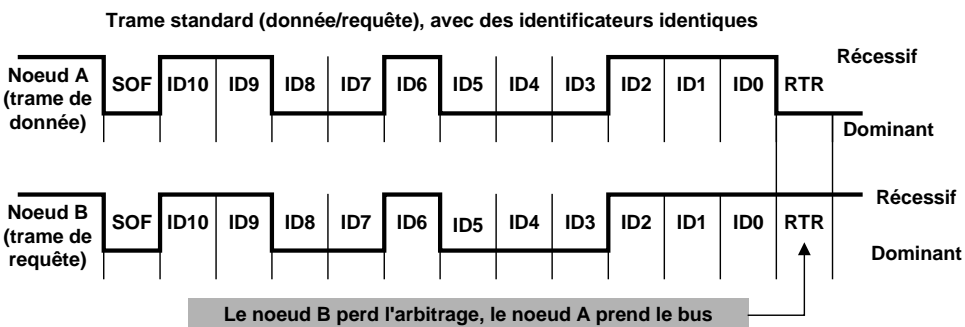 Trame standard (donnée/requête), avec des identificateurs identiques
Récessif
Noeud A
(trame de
donnée)
SOF ID10 ID9 ID8 ID7 ID6 ID5 ID4 ID3 ID2 ID1 ID0 RTR
Dominant
Récessif
Noeud B
(trame de
requête)
SOF ID10 ID9 ID8 ID7 ID6 ID5 ID4 ID3 ID2 ID1 ID0 RTR
Dominant
Le noeud B perd l'arbitrage, le noeud A prend le bus